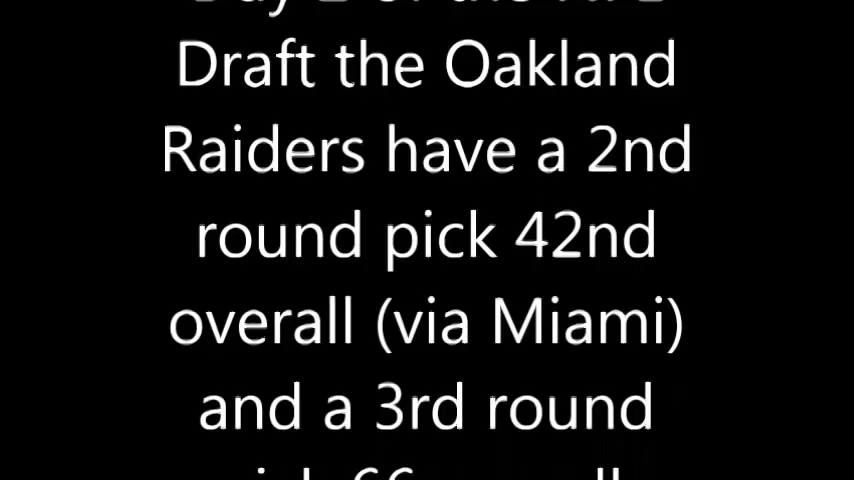 Draft the Oakland
Raiders have a 2nd
round pick 42nd
overall (via Miami)
and a 3rd round